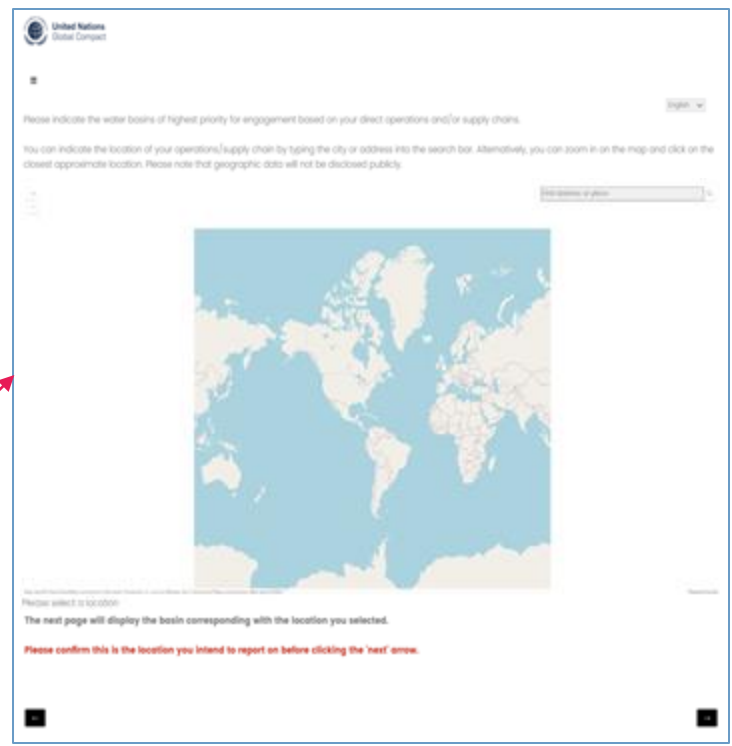 United Nations
Global Compact
English
Please indicate the water basins of highest priority for engagement based on your direct operations and/or supply chains.
You can indicate the location of your operations/supply chain by typing the city or address into the search bar. Alternatively, you can zoom in on the map and click on the
closest approximate location. Please note that geographic data will not be disclosed publicly.
Find address or place
Please select a location
The next page will display the basin corresponding with the location you selected.
Please confirm this is the location you intend to report on before clicking the 'next' arrow.